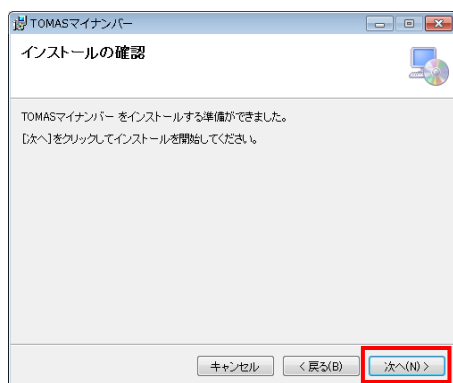 TOMASマイナンバー
インストールの確認
TOMASマイナンバー をインストールする準備ができました。
[次へ]をクリックしてインストールを開始してください。
キャンセル
< 戻る(B)
次へ(N) >